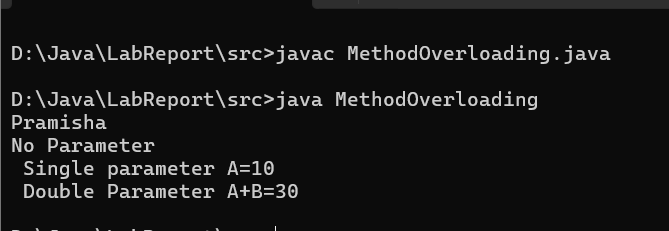 D:\Java\LabReport\src>javac MethodOverloading.java
D:\Java\LabReport\src>java MethodOverloading
Pramisha
No Parameter
 Single parameter A=10
 Double Parameter A+B=30